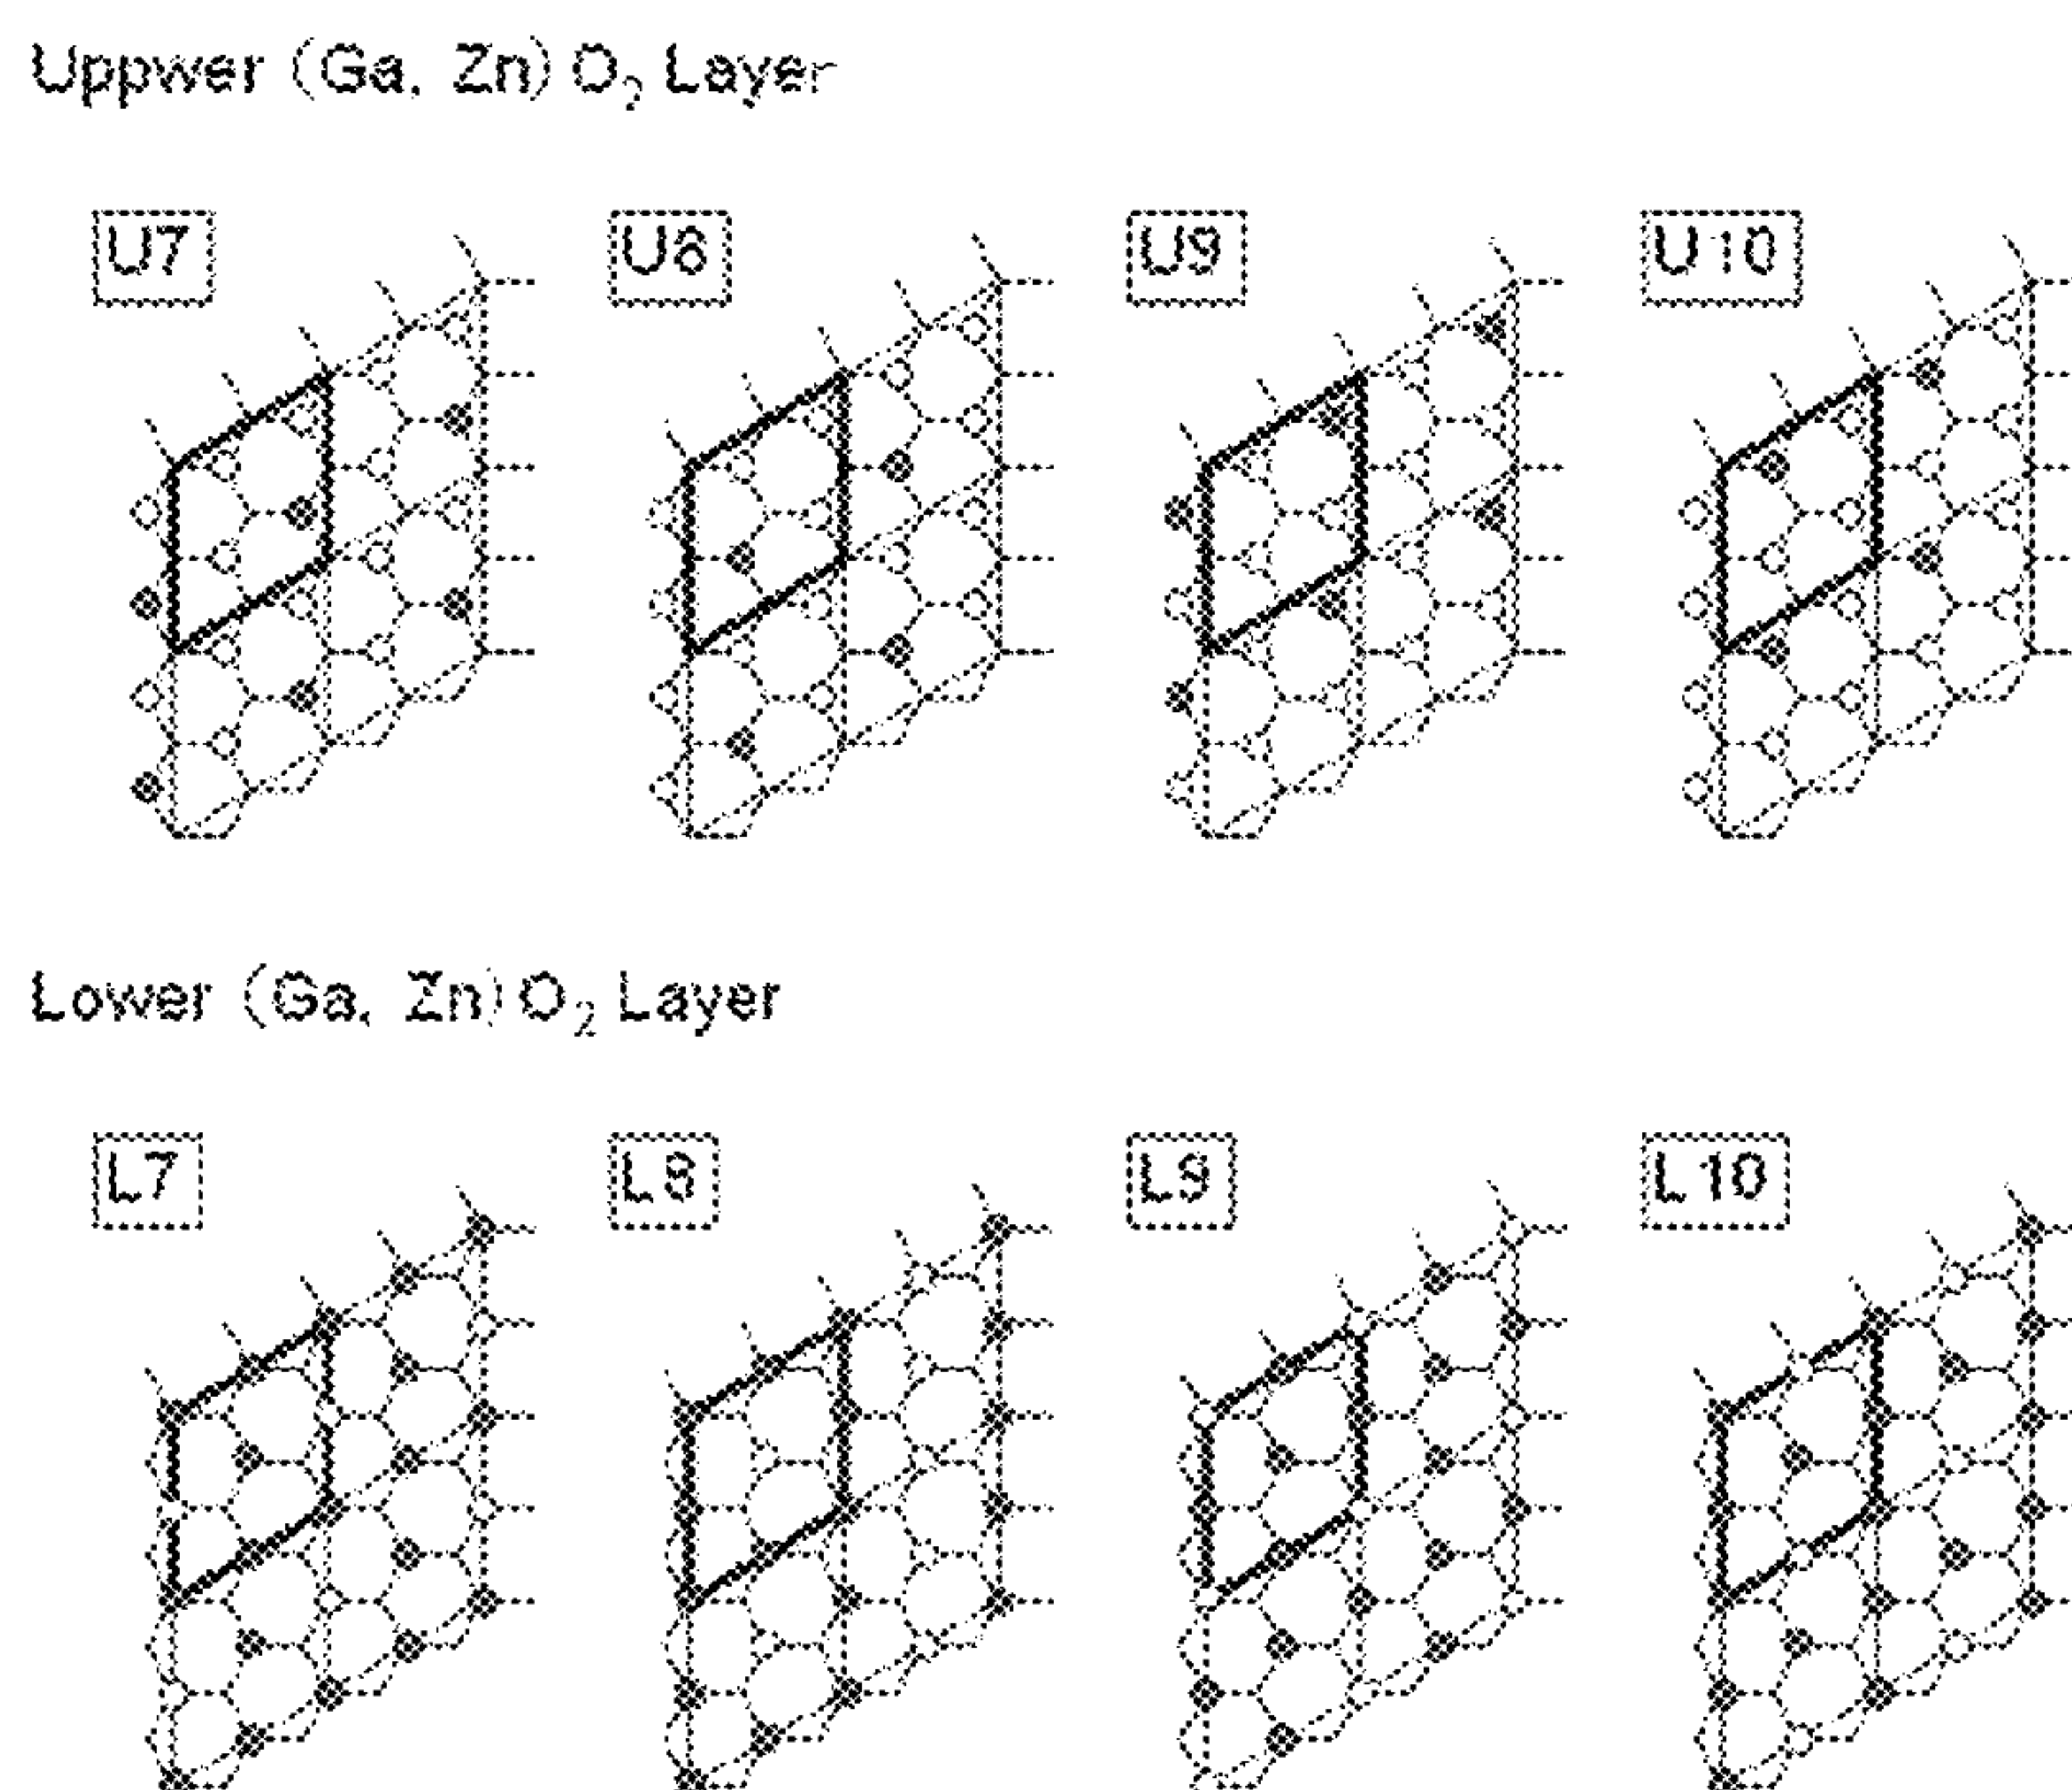 Uppwer (Ga, Zn) O₂ Layer
U7
U8
U9
U10
Lower (Ga, Zn) O₂ Layer
L7
L8
L9
L10